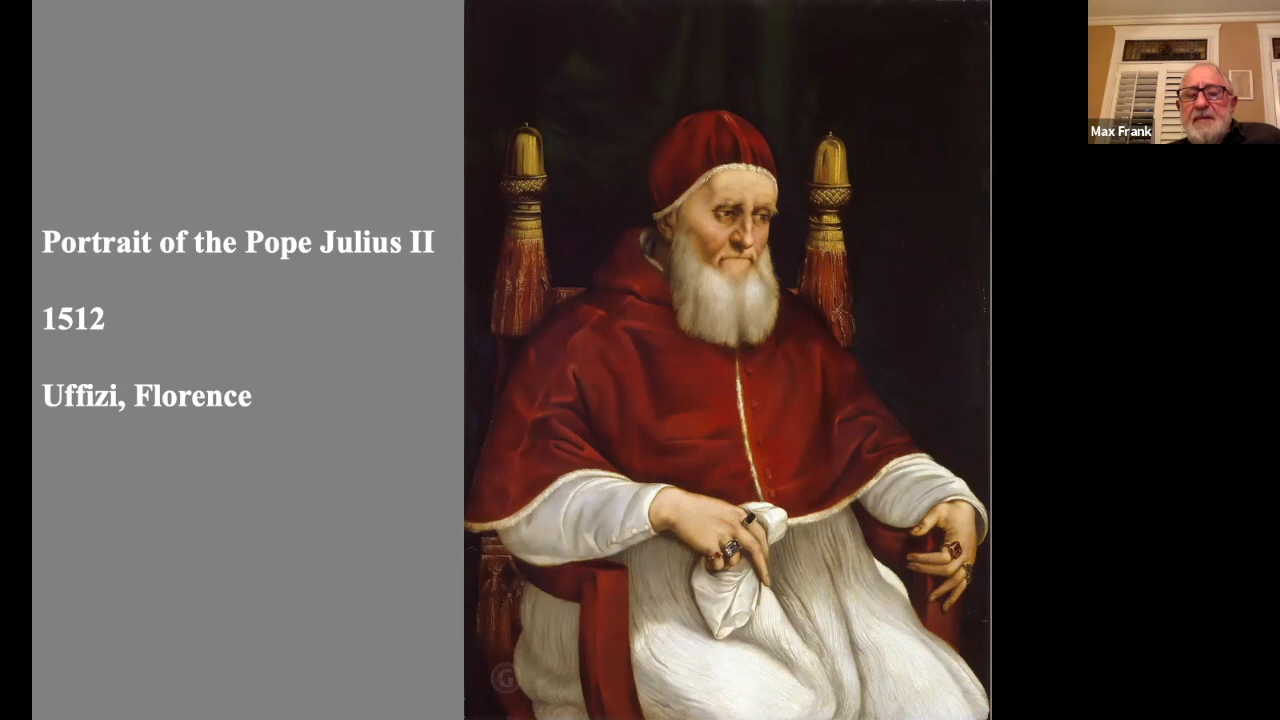 Portrait of the Pope Julius II
1512
Uffizi, Florence
Max Frank
G